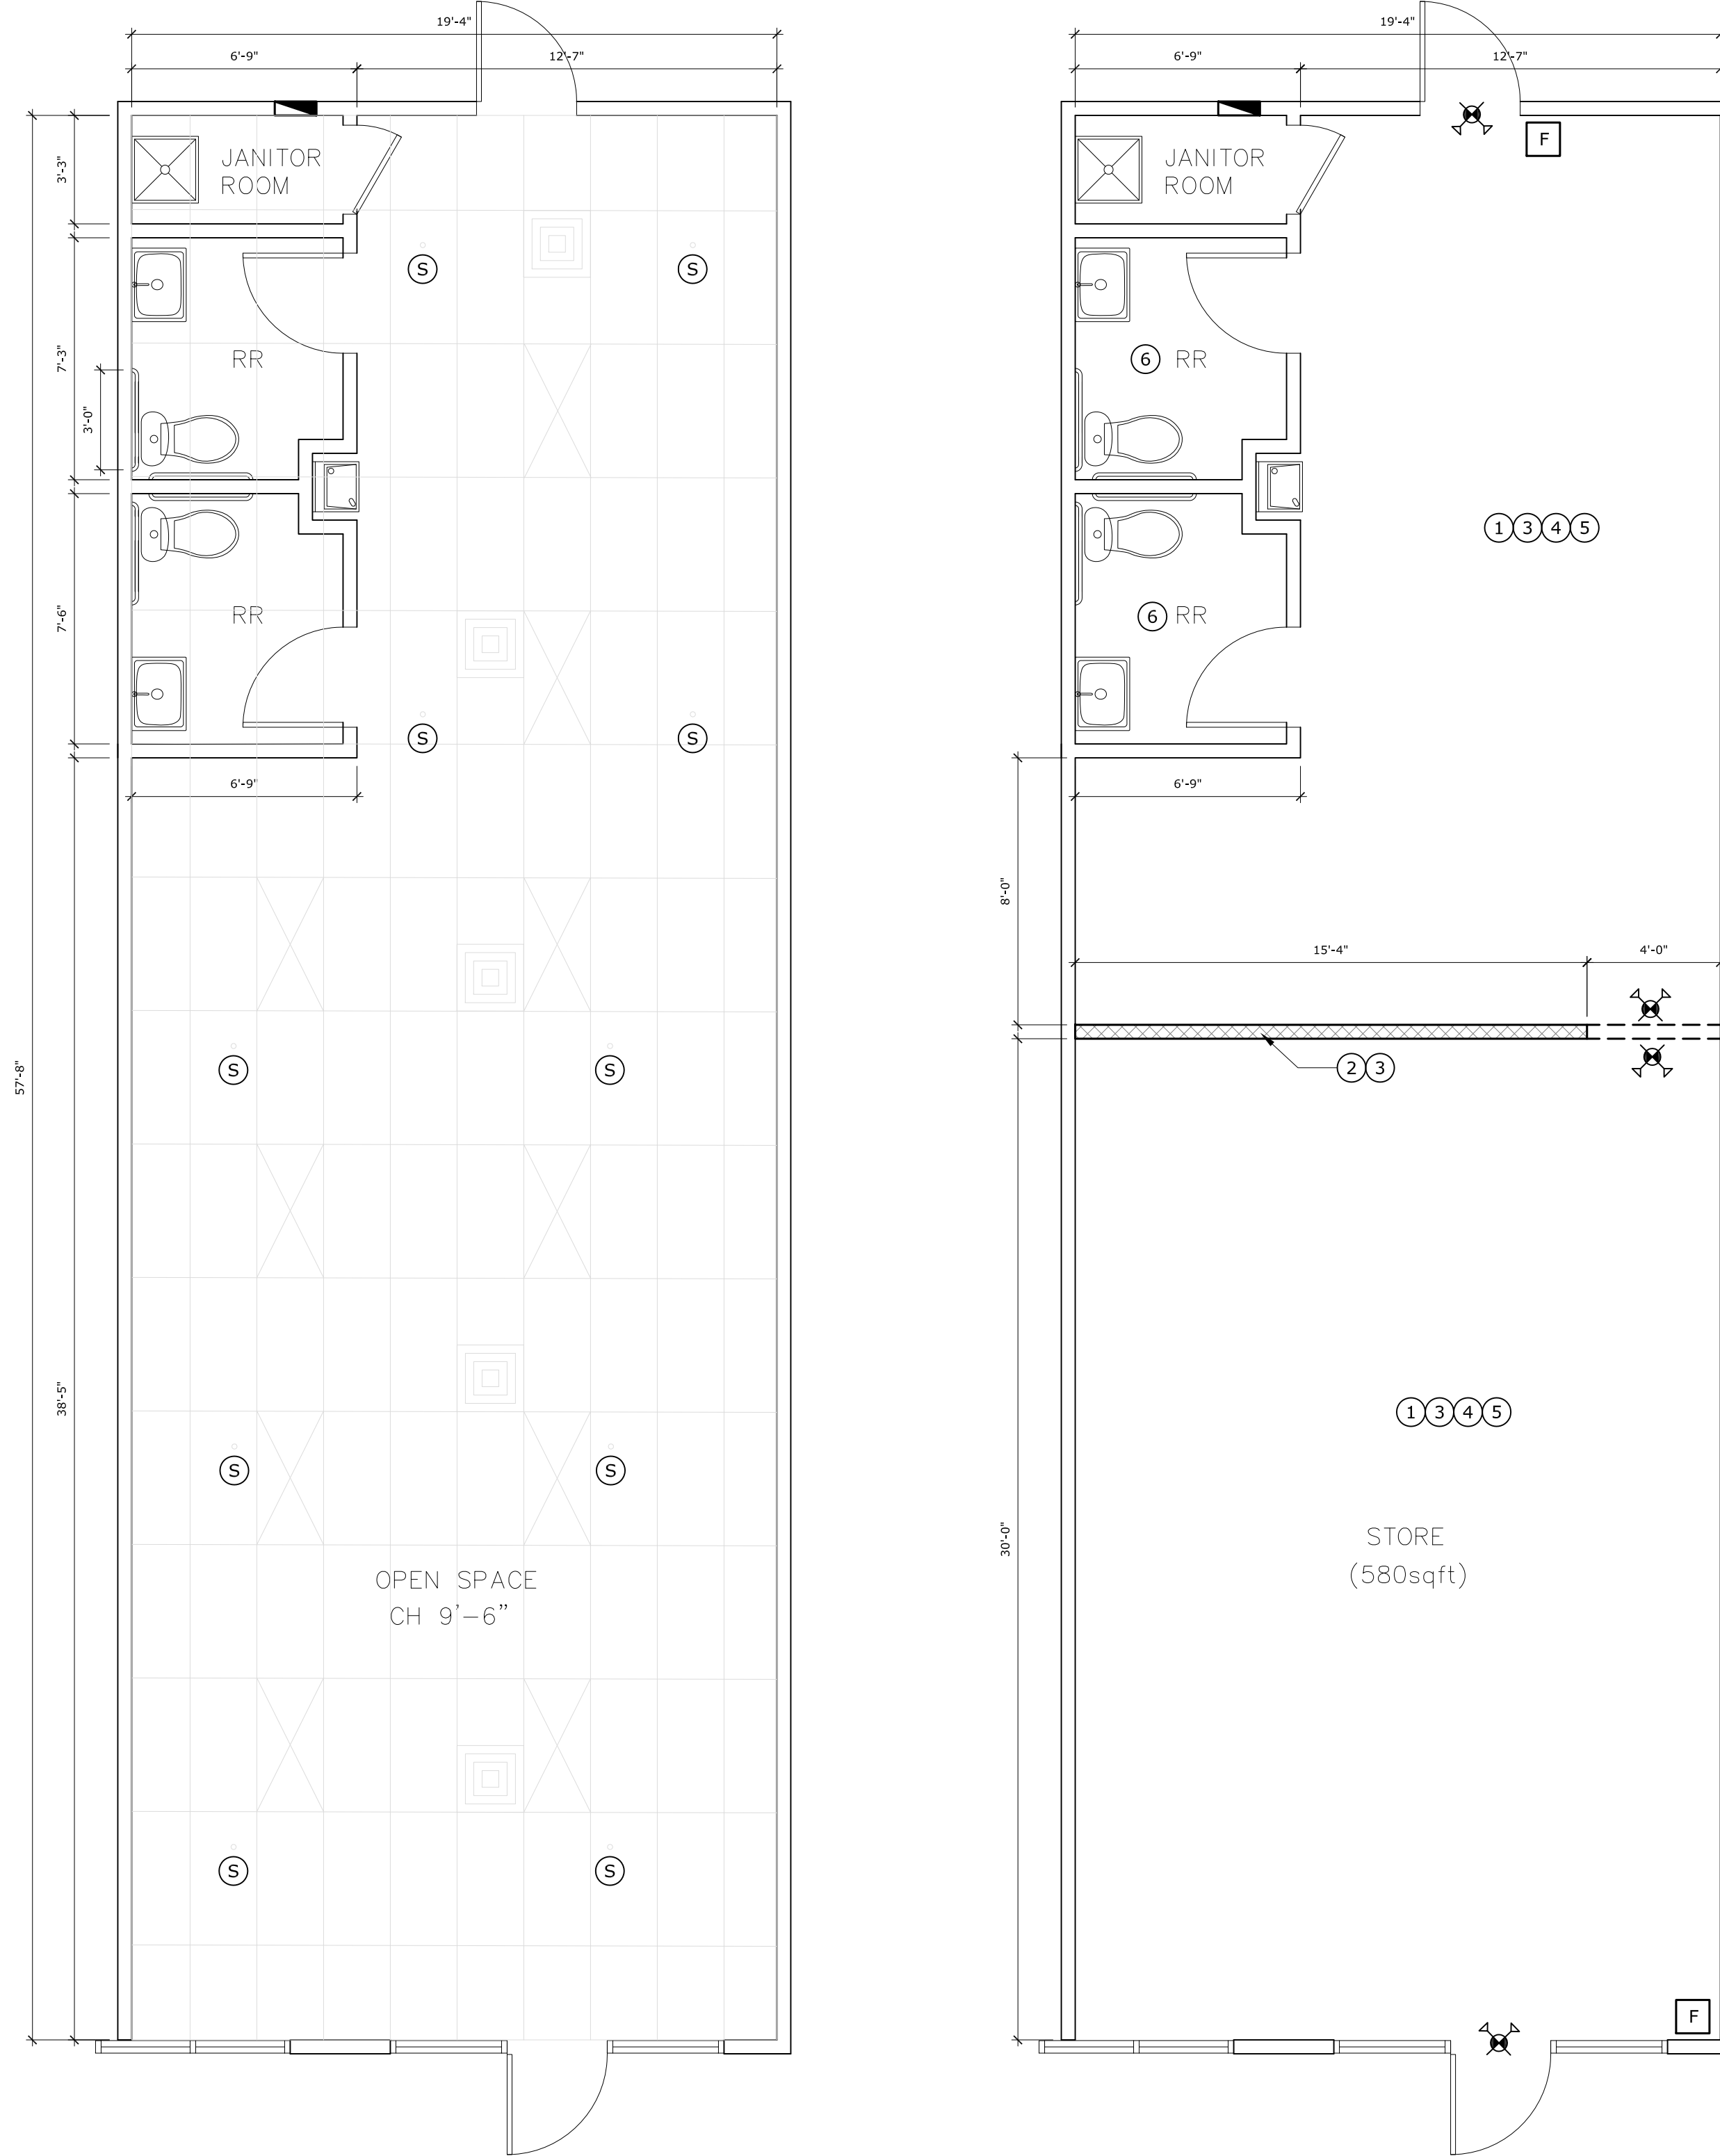 19'-4"
6'-9"
12'-7"
3'-3"
JANITOR
ROOM
S
S
7'-3"
RR
3'-0"
7'-6"
RR
S
S
6'-9"
57'-8"
S
S
38'-5"
S
S
OPEN SPACE
CH 9'-6"
S
S
19'-4"
6'-9"
12'-7"
F
JANITOR
ROOM
6 RR
1 3 4 5
6 RR
6'-9"
8'-0"
15'-4"
4'-0"
2 3
30'-0"
1 3 4 5
STORE
(580sqft)
F